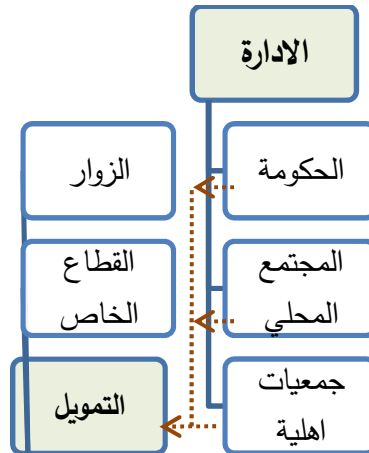 الادارة
الحكومة
الزوار
المجتمع
المحلي
القطاع
الخاص
جمعيات
اهلية
التمويل